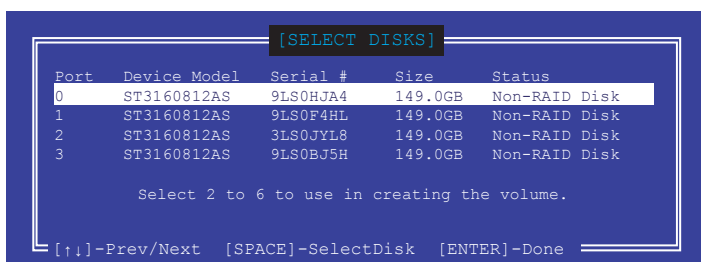 [SELECT DISKS]
Port Device Model Serial # Size Status
0 ST3160812AS 9LS0HJA4 149.0GB Non-RAID Disk
1 ST3160812AS 9LS0F4HL 149.0GB Non-RAID Disk
2 ST3160812AS 3LS0JYL8 149.0GB Non-RAID Disk
3 ST3160812AS 9LS0BJ5H 149.0GB Non-RAID Disk
Select 2 to 6 to use in creating the volume.
[↑↓]-Prev/Next [SPACE]-SelectDisk [ENTER]-Done